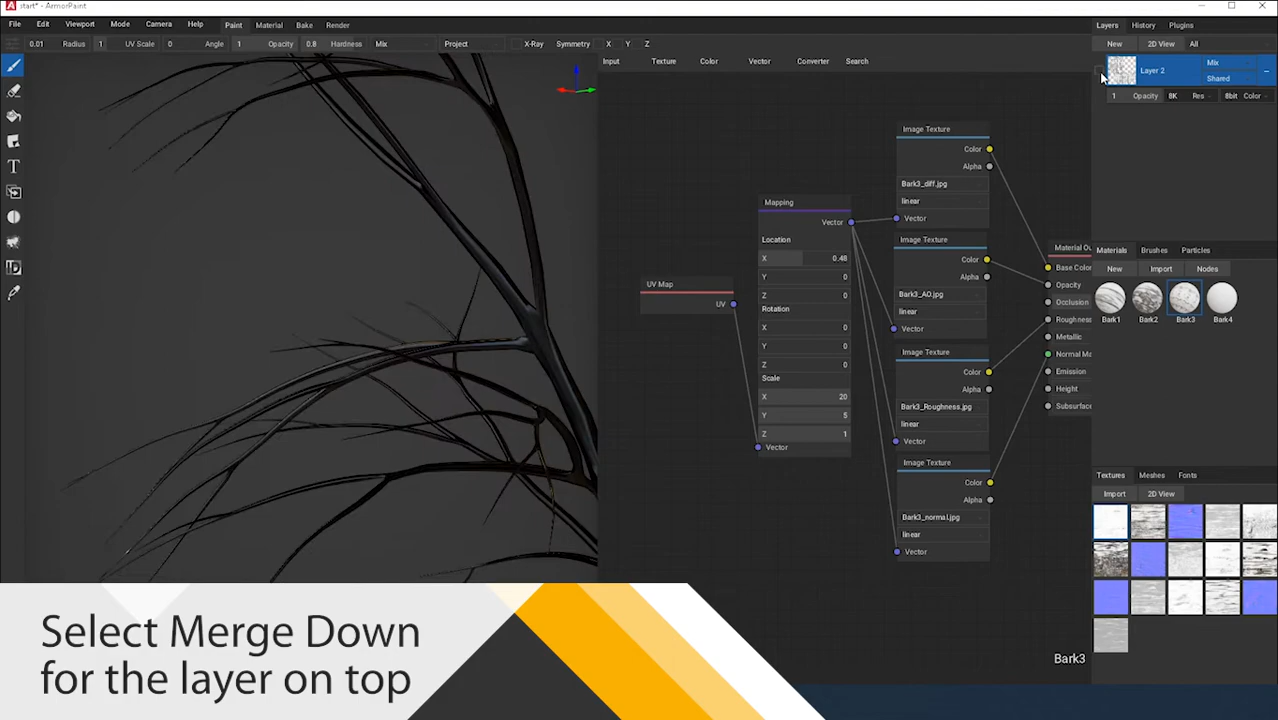 start* - ArmorPaint
File Edit Viewport Mode Camera Help Paint Material Bake Render
0.01 Radius 1 UV Scale 0 Angle 1 Opacity 0.8 Hardness Mix Project X-Ray Symmetry X Y Z
Input Texture Color Vector Converter Search
UV Map
UV
Mapping
Vector
Location
X 0.48
Y 0
Z 0
Rotation
X 0
Y 0
Z 0
Scale
X 20
Y 5
Z 1
Vector
Image Texture
Color
Alpha
Bark3_diff.jpg
linear
Vector
Image Texture
Color
Alpha
Bark3_AO.jpg
linear
Vector
Image Texture
Color
Alpha
Bark3_Roughness.jpg
linear
Vector
Image Texture
Color
Alpha
Bark3_normal.jpg
linear
Vector
Material Ou
Base Color
Opacity
Occlusion
Roughness
Metallic
Normal Ma
Emission
Height
Subsurfac
Bark3
Layers History Plugins
New 2D View All
Layer 2 Mix
Shared
1 Opacity 8K Res 8bit Color
Materials Brushes Particles
New Import Nodes
Bark1 Bark2 Bark3 Bark4
Textures Meshes Fonts
Import 2D View
Select Merge Down
for the layer on top